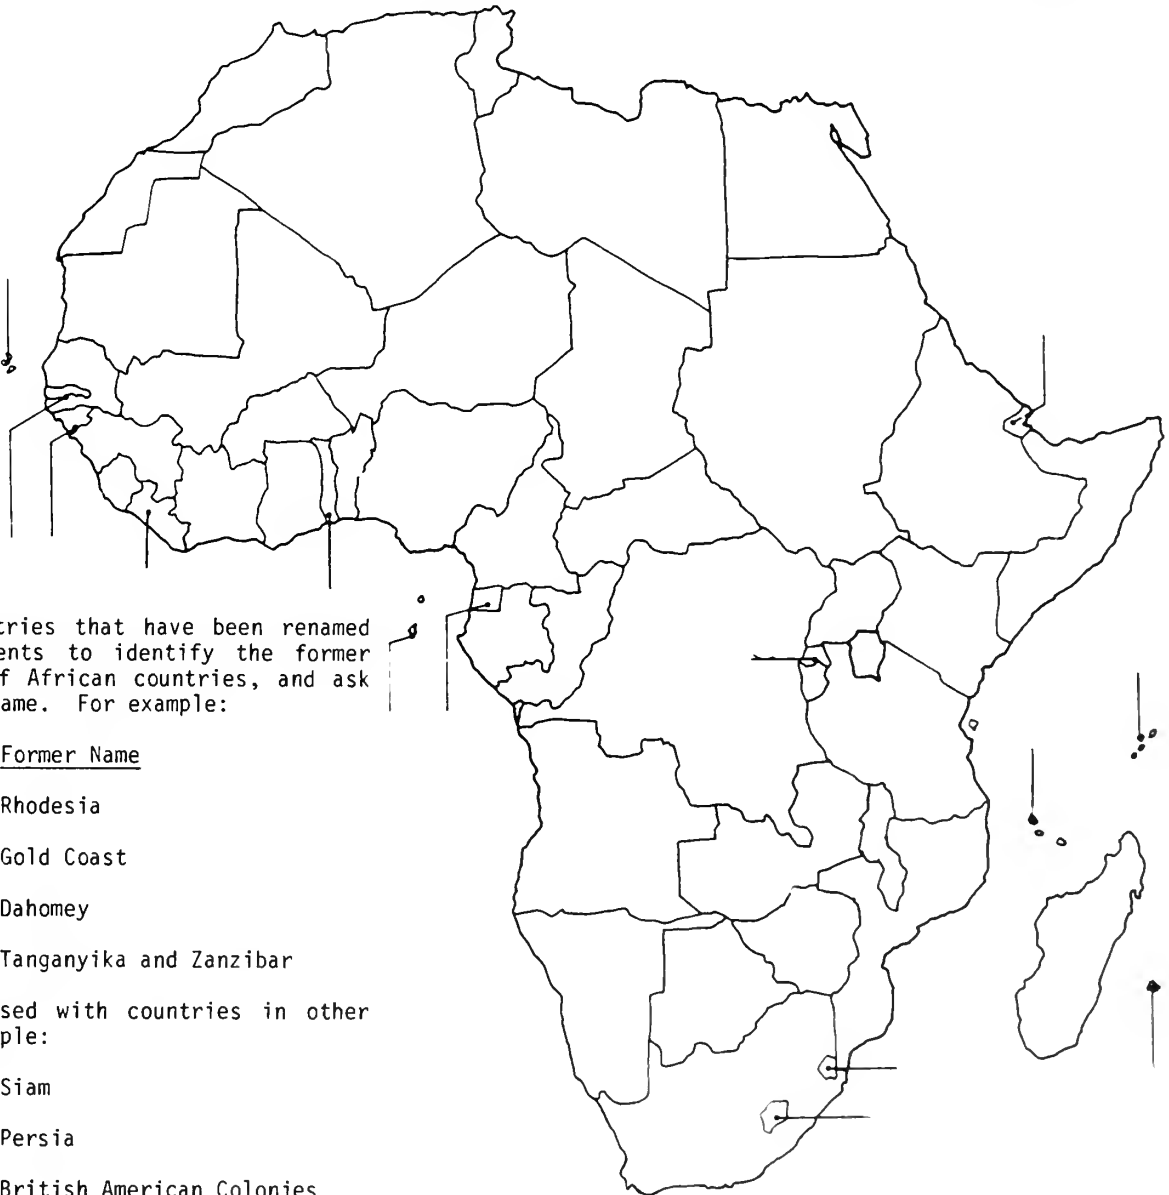 tries that have been renamed
ents to identify the former
f African countries, and ask
ame. For example:
Former Name
Rhodesia
Gold Coast
Dahomey
Tanganyika and Zanzibar
sed with countries in other
ple:
Siam
Persia
British American Colonies